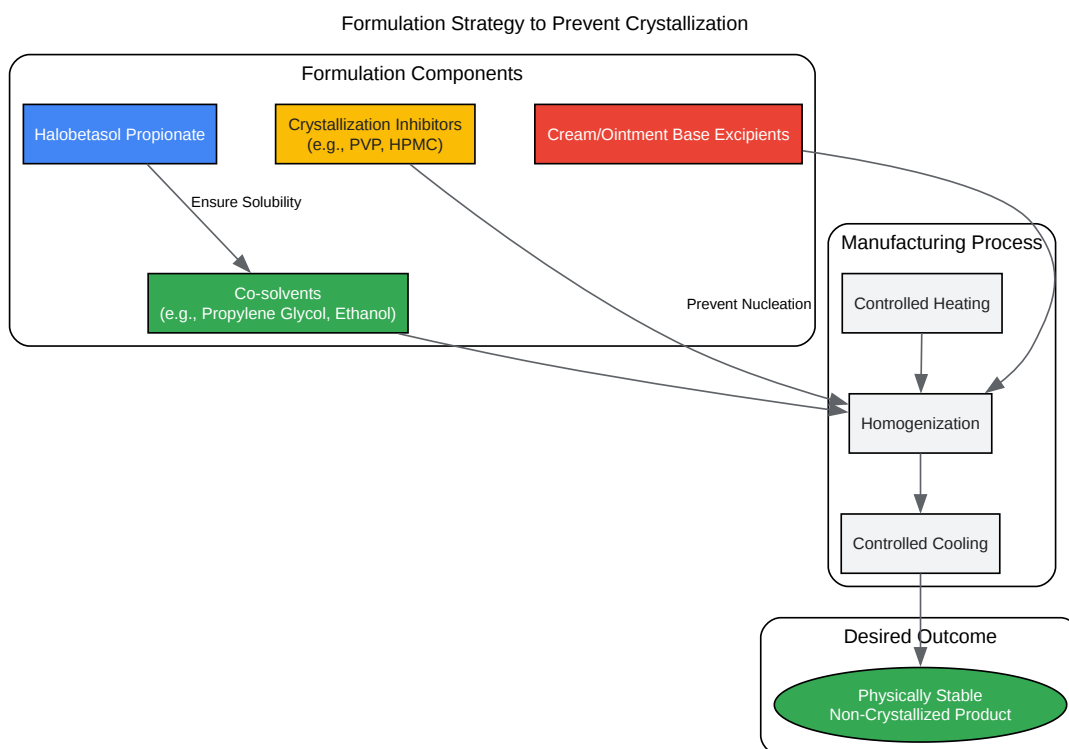 Formulation Strategy to Prevent Crystallization
Formulation Components
Halobetasol Propionate
Crystallization Inhibitors
(e.g., PVP, HPMC)
Cream/Ointment Base Excipients
Ensure Solubility
Co-solvents
(e.g., Propylene Glycol, Ethanol)
Prevent Nucleation
Manufacturing Process
Controlled Heating
Homogenization
Controlled Cooling
Desired Outcome
Physically Stable
Non-Crystallized Product